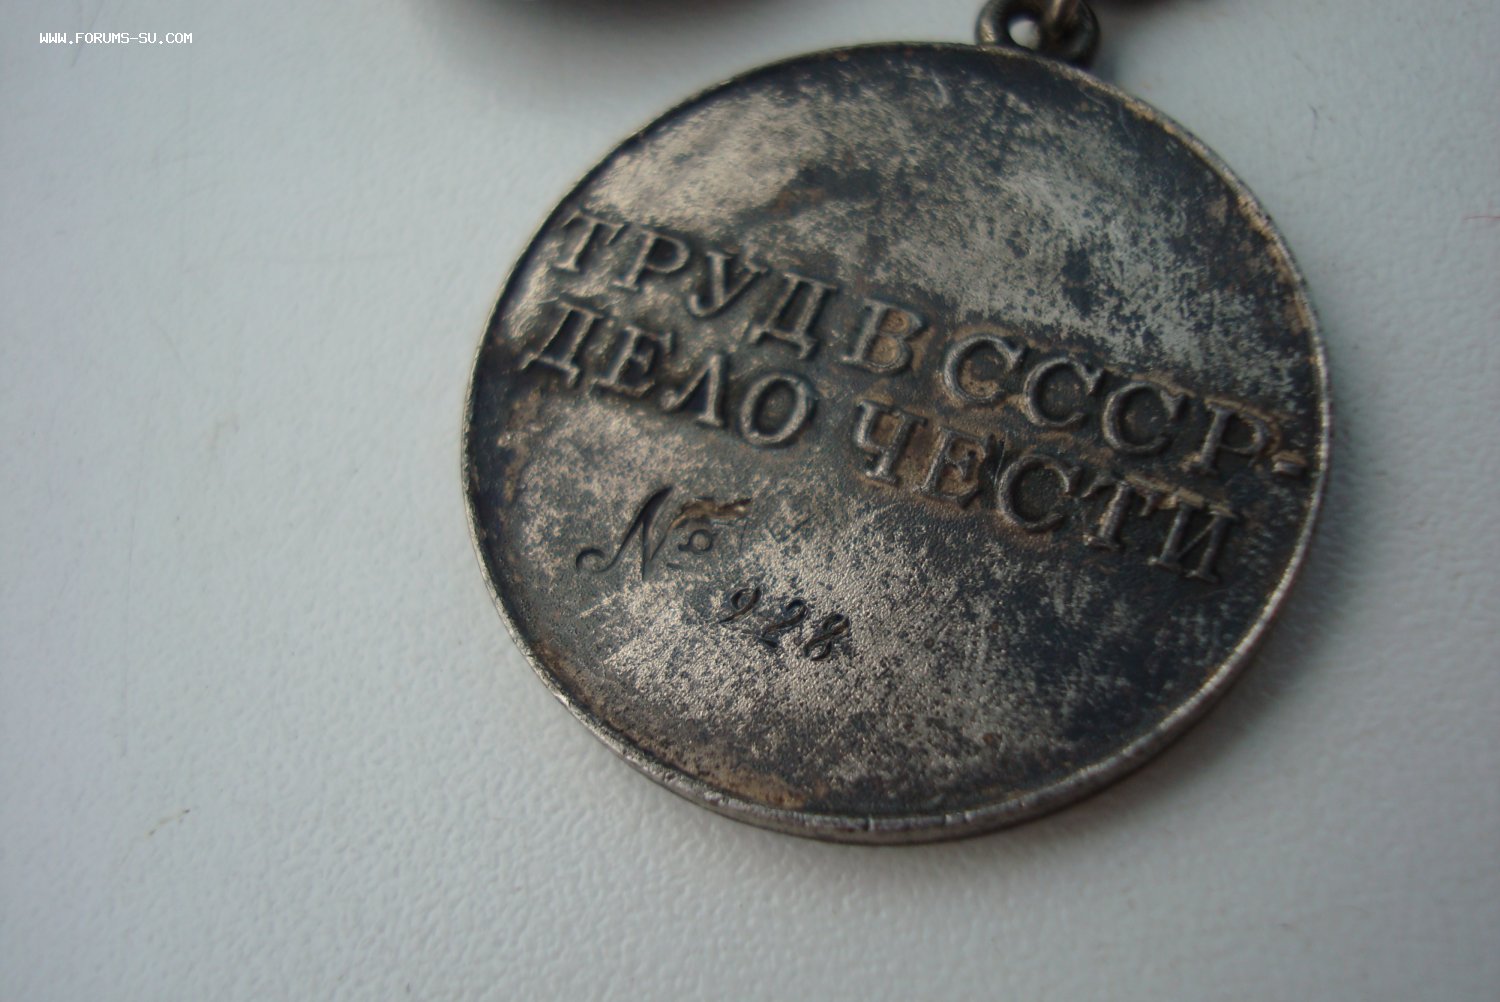 WWW.FORUMS-SU.COM
ТРУД В СССР-
ДЕЛО ЧЕСТИ
№
928